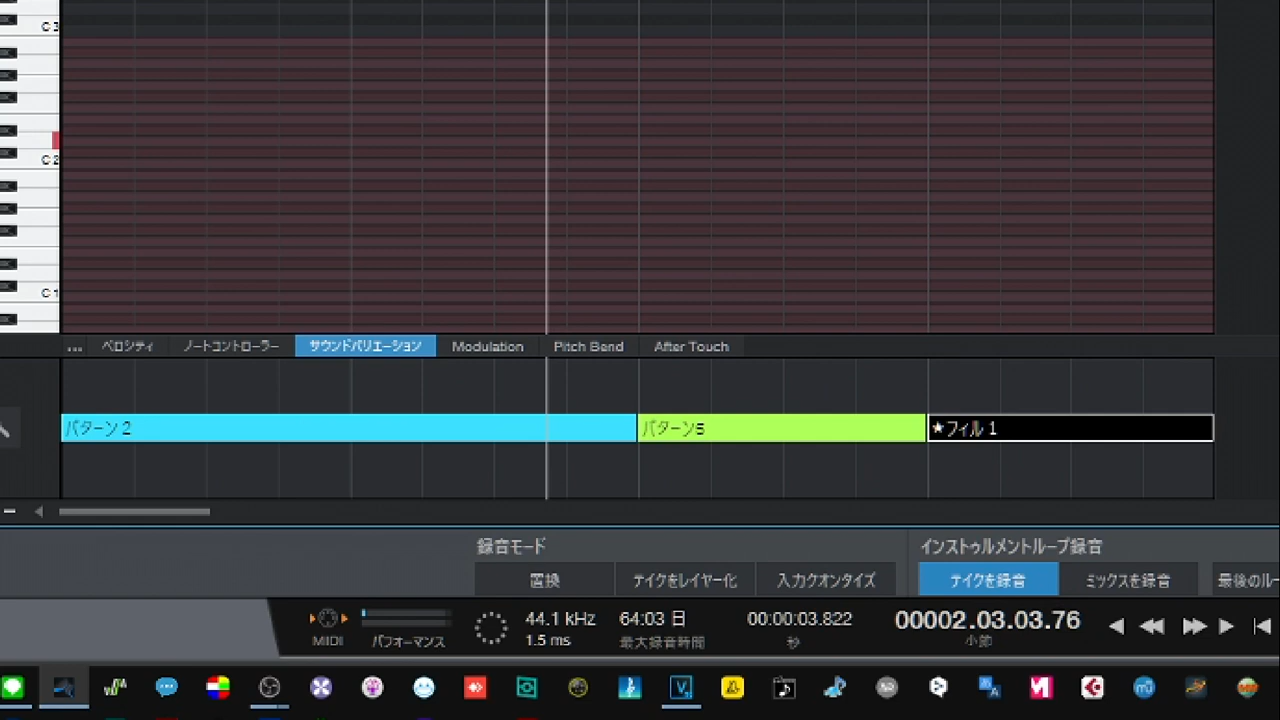 C 3
C 2
C 1
... ベロシティ ノートコントローラー サウンドバリエーション Modulation Pitch Bend After Touch
パターン 2 パターン5 ★フィル 1
録音モード インストゥルメントループ録音
置換 テイクをレイヤー化 入力クオンタイズ テイクを録音 ミックスを録音 最後のルー
44.1 kHz 64:03 日 00:00:03.822 00002.03.03.76
MIDI パフォーマンス 1.5 ms 最大録音時間 秒 小節